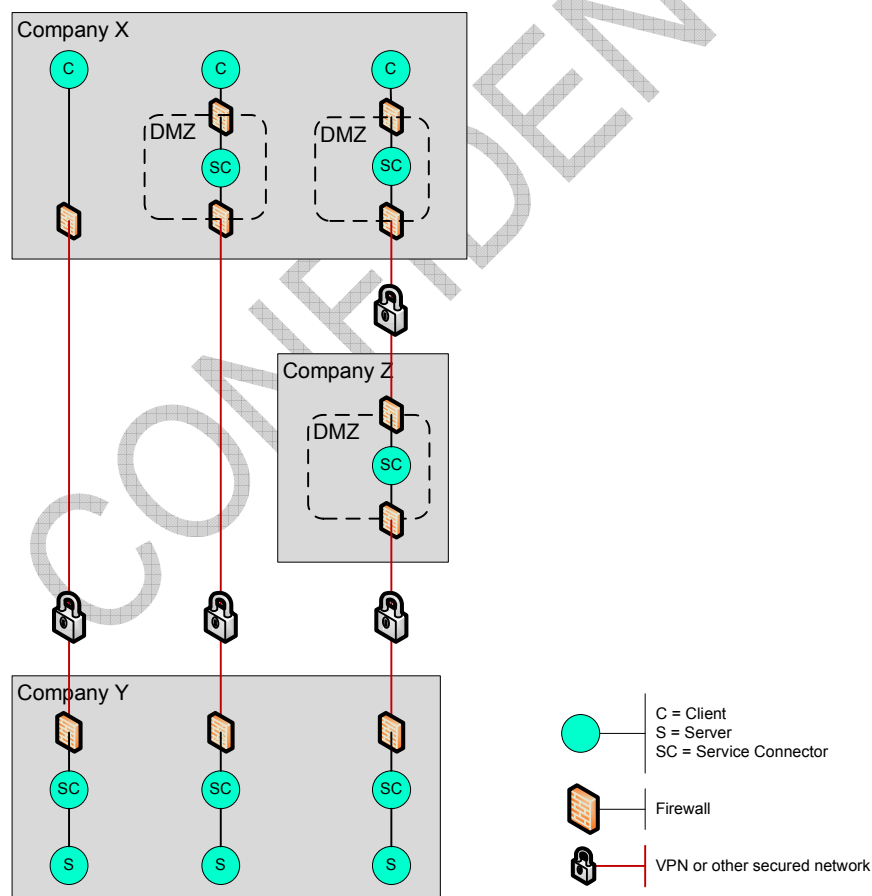 Company X
C
C
C
DMZ
DMZ
SC
SC
Company Z
DMZ
SC
Company Y
SC
SC
SC
S
S
S
C = Client
S = Server
SC = Service Connector
Firewall
VPN or other secured network
CONFIDEN